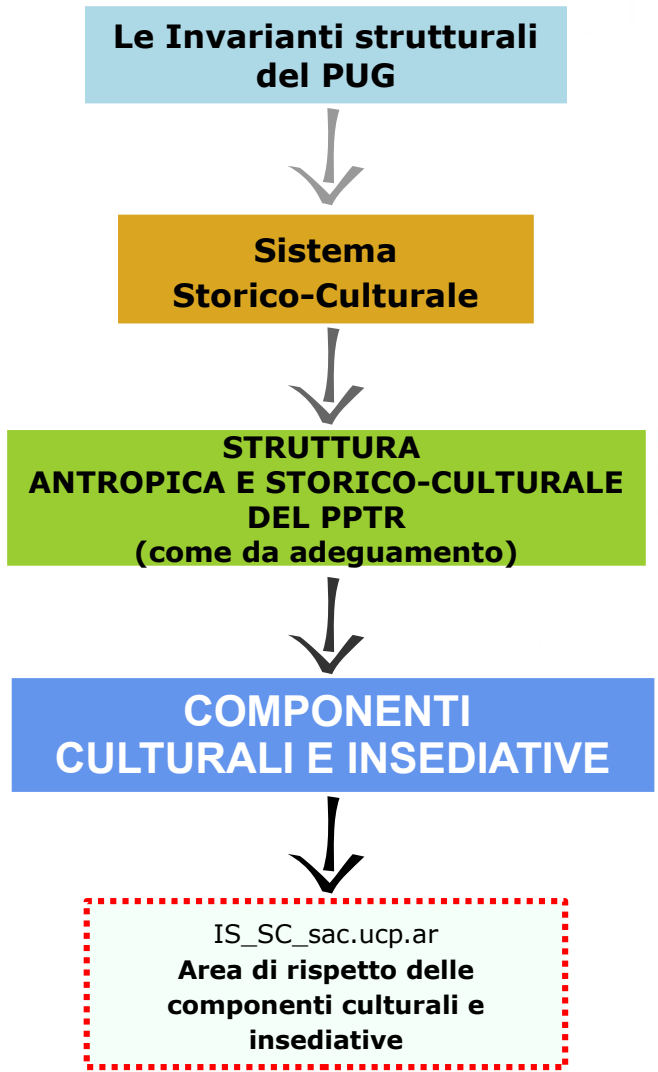 Le Invarianti strutturali
del PUG
Sistema
Storico-Culturale
STRUTTURA
ANTROPICA E STORICO-CULTURALE
DEL PPTR
(come da adeguamento)
COMPONENTI
CULTURALI E INSEDIATIVE
IS_SC_sac.ucp.ar
Area di rispetto delle
componenti culturali e
insediative